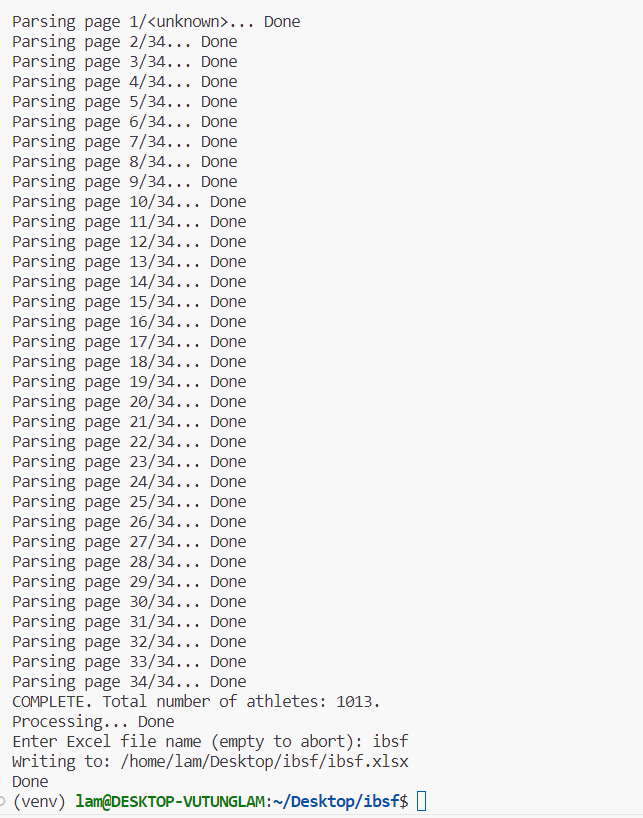 Parsing page 1/<unknown>... Done
Parsing page 2/34... Done
Parsing page 3/34... Done
Parsing page 4/34... Done
Parsing page 5/34... Done
Parsing page 6/34... Done
Parsing page 7/34... Done
Parsing page 8/34... Done
Parsing page 9/34... Done
Parsing page 10/34... Done
Parsing page 11/34... Done
Parsing page 12/34... Done
Parsing page 13/34... Done
Parsing page 14/34... Done
Parsing page 15/34... Done
Parsing page 16/34... Done
Parsing page 17/34... Done
Parsing page 18/34... Done
Parsing page 19/34... Done
Parsing page 20/34... Done
Parsing page 21/34... Done
Parsing page 22/34... Done
Parsing page 23/34... Done
Parsing page 24/34... Done
Parsing page 25/34... Done
Parsing page 26/34... Done
Parsing page 27/34... Done
Parsing page 28/34... Done
Parsing page 29/34... Done
Parsing page 30/34... Done
Parsing page 31/34... Done
Parsing page 32/34... Done
Parsing page 33/34... Done
Parsing page 34/34... Done
COMPLETE. Total number of athletes: 1013.
Processing... Done
Enter Excel file name (empty to abort): ibsf
Writing to: /home/lam/Desktop/ibsf/ibsf.xlsx
Done
(venv) lam@DESKTOP-VUTUNGLAM:~/Desktop/ibsf$